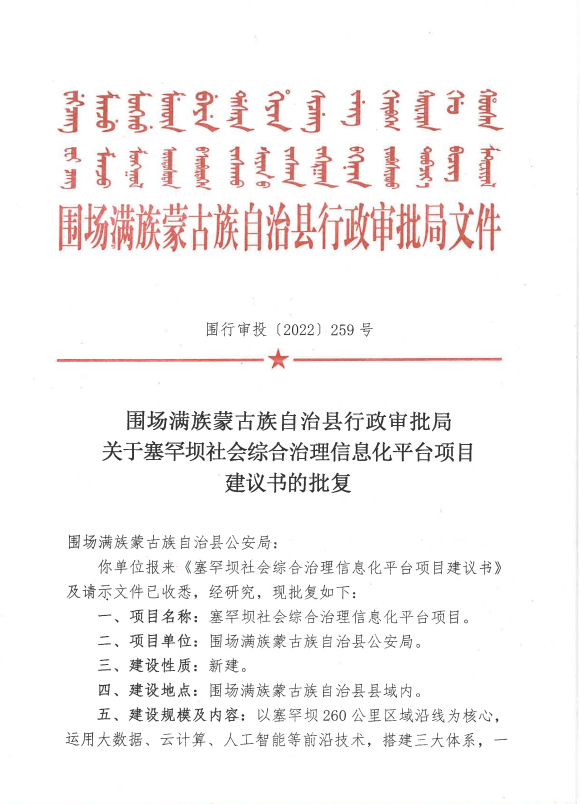 围场满族蒙古族自治县行政审批局文件
围行审投〔2022〕259号
围场满族蒙古族自治县行政审批局
关于塞罕坝社会综合治理信息化平台项目
建议书的批复
围场满族蒙古族自治县公安局：
你单位报来《塞罕坝社会综合治理信息化平台项目建议书》
及请示文件已收悉，经研究，现批复如下：
一、项目名称：塞罕坝社会综合治理信息化平台项目。
二、项目单位：围场满族蒙古族自治县公安局。
三、建设性质：新建。
四、建设地点：围场满族蒙古族自治县县域内。
五、建设规模及内容：以塞罕坝260公里区域沿线为核心，
运用大数据、云计算、人工智能等前沿技术，搭建三大体系，一